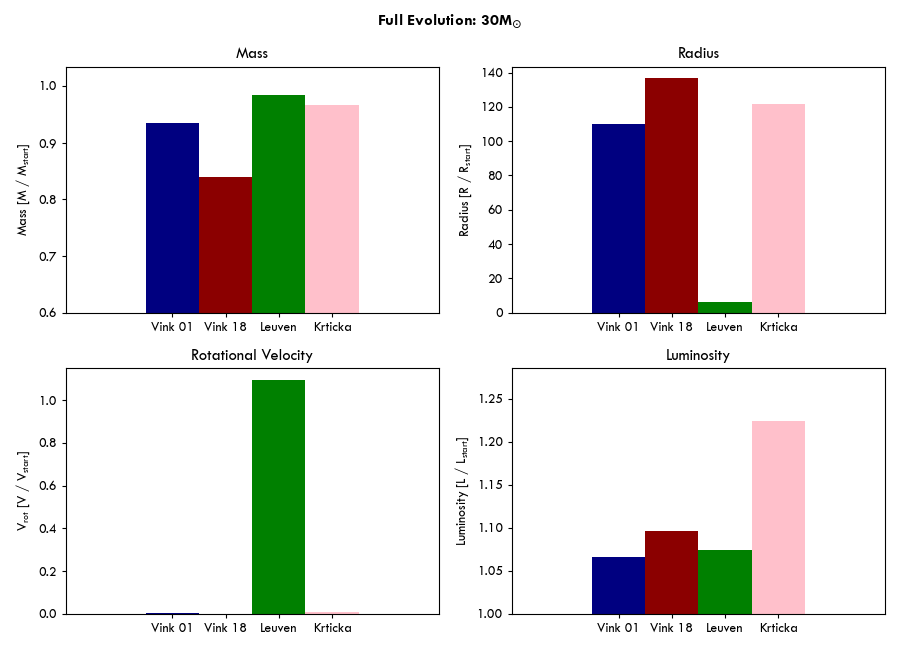 Full Evolution: 30M☉
Mass
Mass [M / Mstart]
1.0
0.9
0.8
0.7
0.6
Vink 01 Vink 18 Leuven Krticka
Radius
Radius [R / Rstart]
140
120
100
80
60
40
20
0
Vink 01 Vink 18 Leuven Krticka
Rotational Velocity
Vrot [V / Vstart]
1.0
0.8
0.6
0.4
0.2
0.0
Vink 01 Vink 18 Leuven Krticka
Luminosity
Luminosity [L / Lstart]
1.25
1.20
1.15
1.10
1.05
1.00
Vink 01 Vink 18 Leuven Krticka